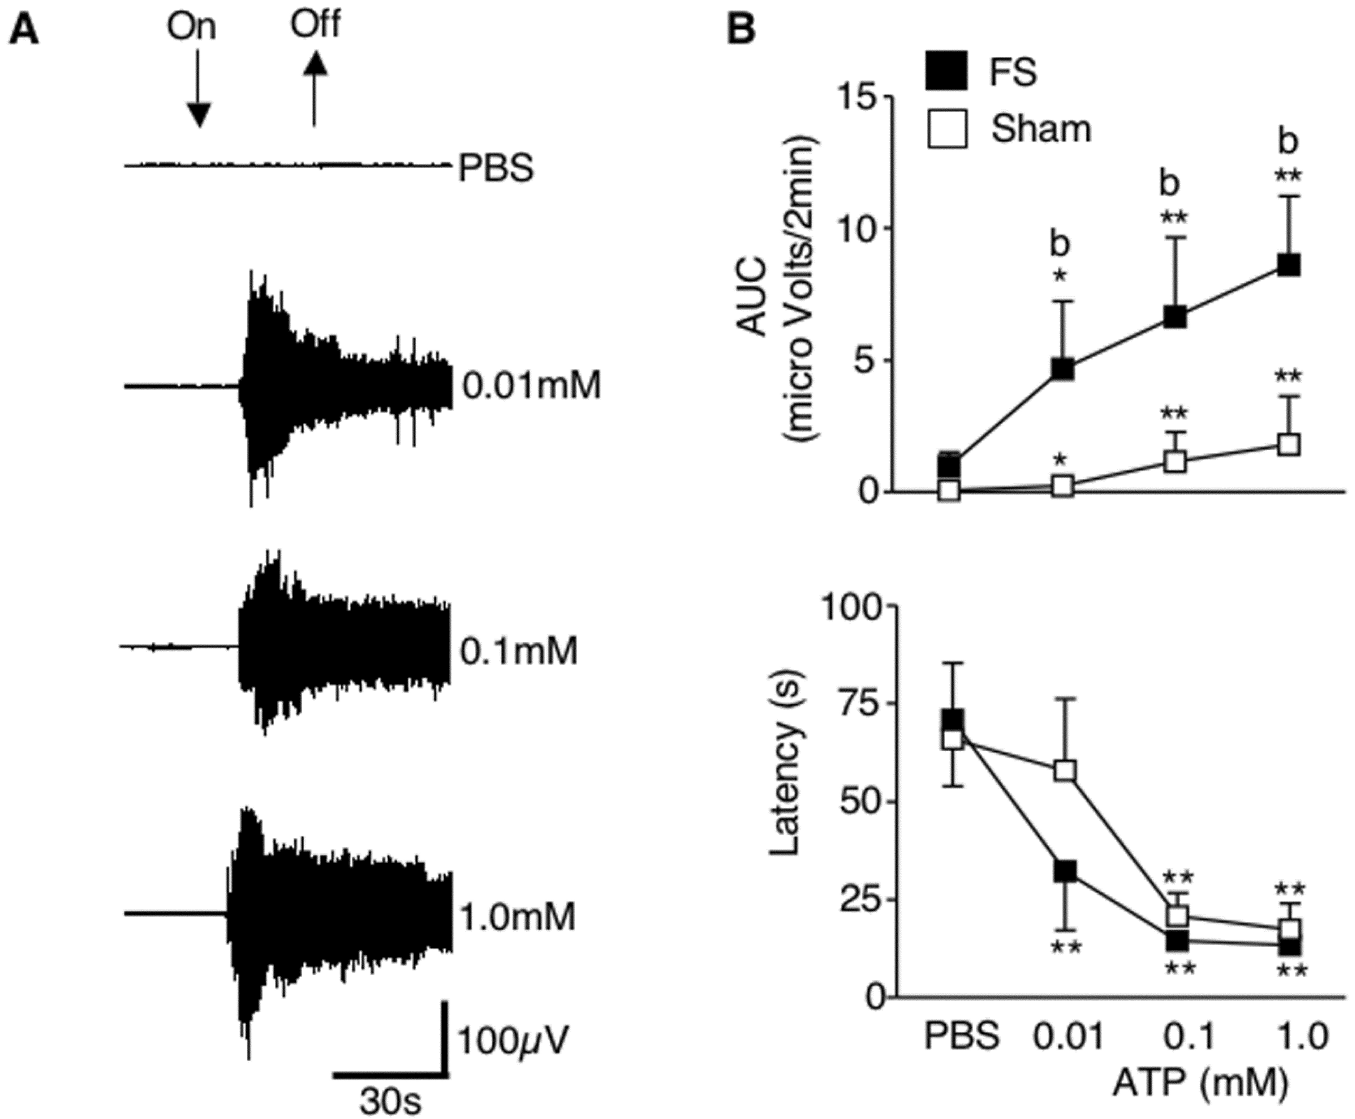 A
On
Off
PBS
0.01mM
0.1mM
1.0mM
100µV
30s
B
FS
Sham
15
10
5
0
AUC
(micro Volts/2min)
b
*
b
**
b
**
*
**
**
100
75
50
25
0
Latency (s)
**
**
**
**
**
PBS 0.01 0.1 1.0
ATP (mM)